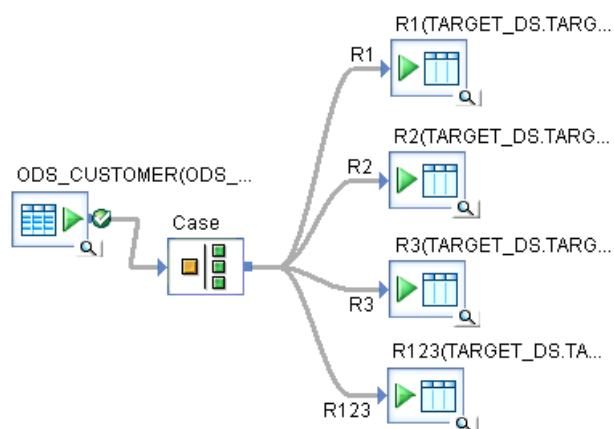 R1(TARGET_DS.TARG...
R1
R2(TARGET_DS.TARG...
R2
ODS_CUSTOMER(ODS_...
Case
R3(TARGET_DS.TARG...
R3
R123(TARGET_DS.TA...
R123